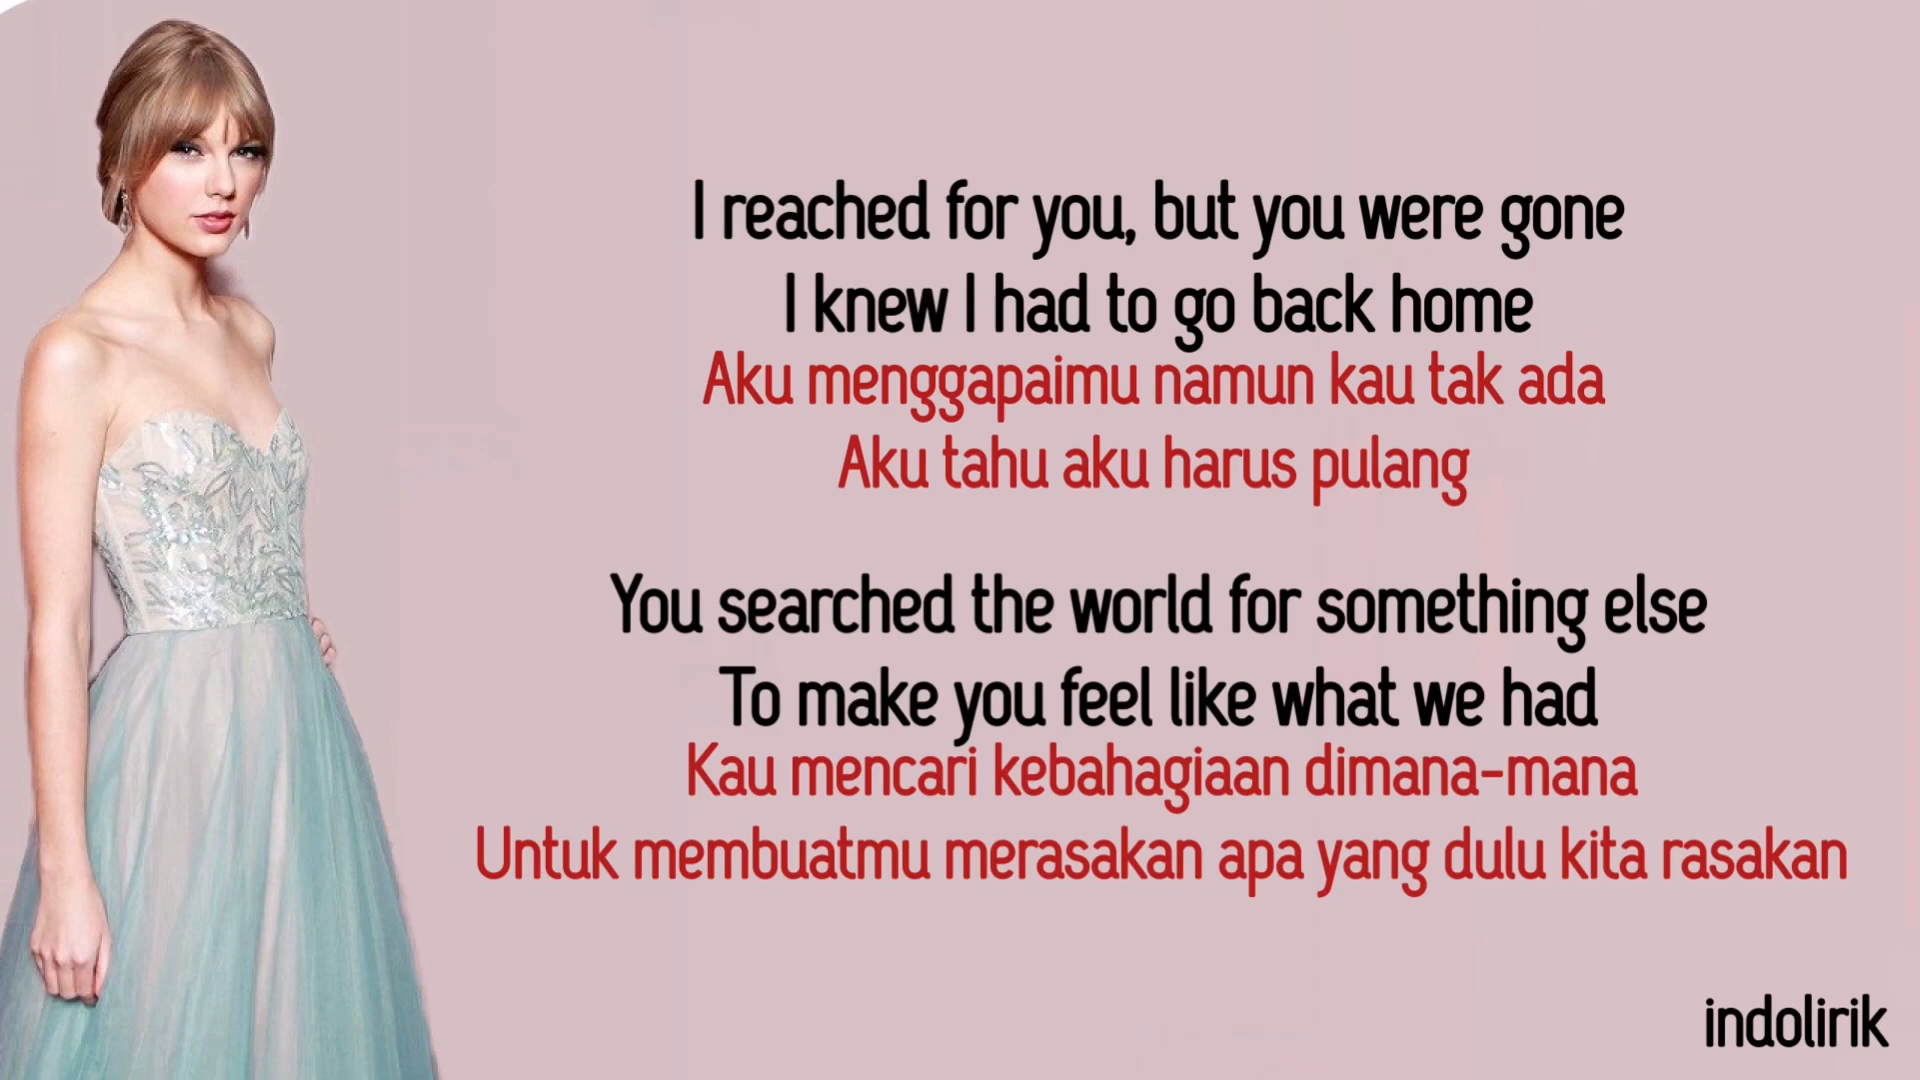 I reached for you, but you were gone
I knew I had to go back home
Aku menggapaimu namun kau tak ada
Aku tahu aku harus pulang
You searched the world for something else
To make you feel like what we had
Kau mencari kebahagiaan dimana-mana
Untuk membuatmu merasakan apa yang dulu kita rasakan
indolirik